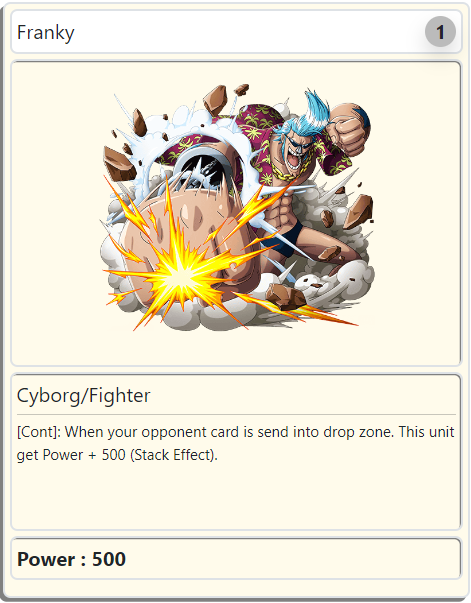 Franky
1
Cyborg/Fighter
[Cont]: When your opponent card is send into drop zone. This unit
get Power + 500 (Stack Effect).
Power : 500